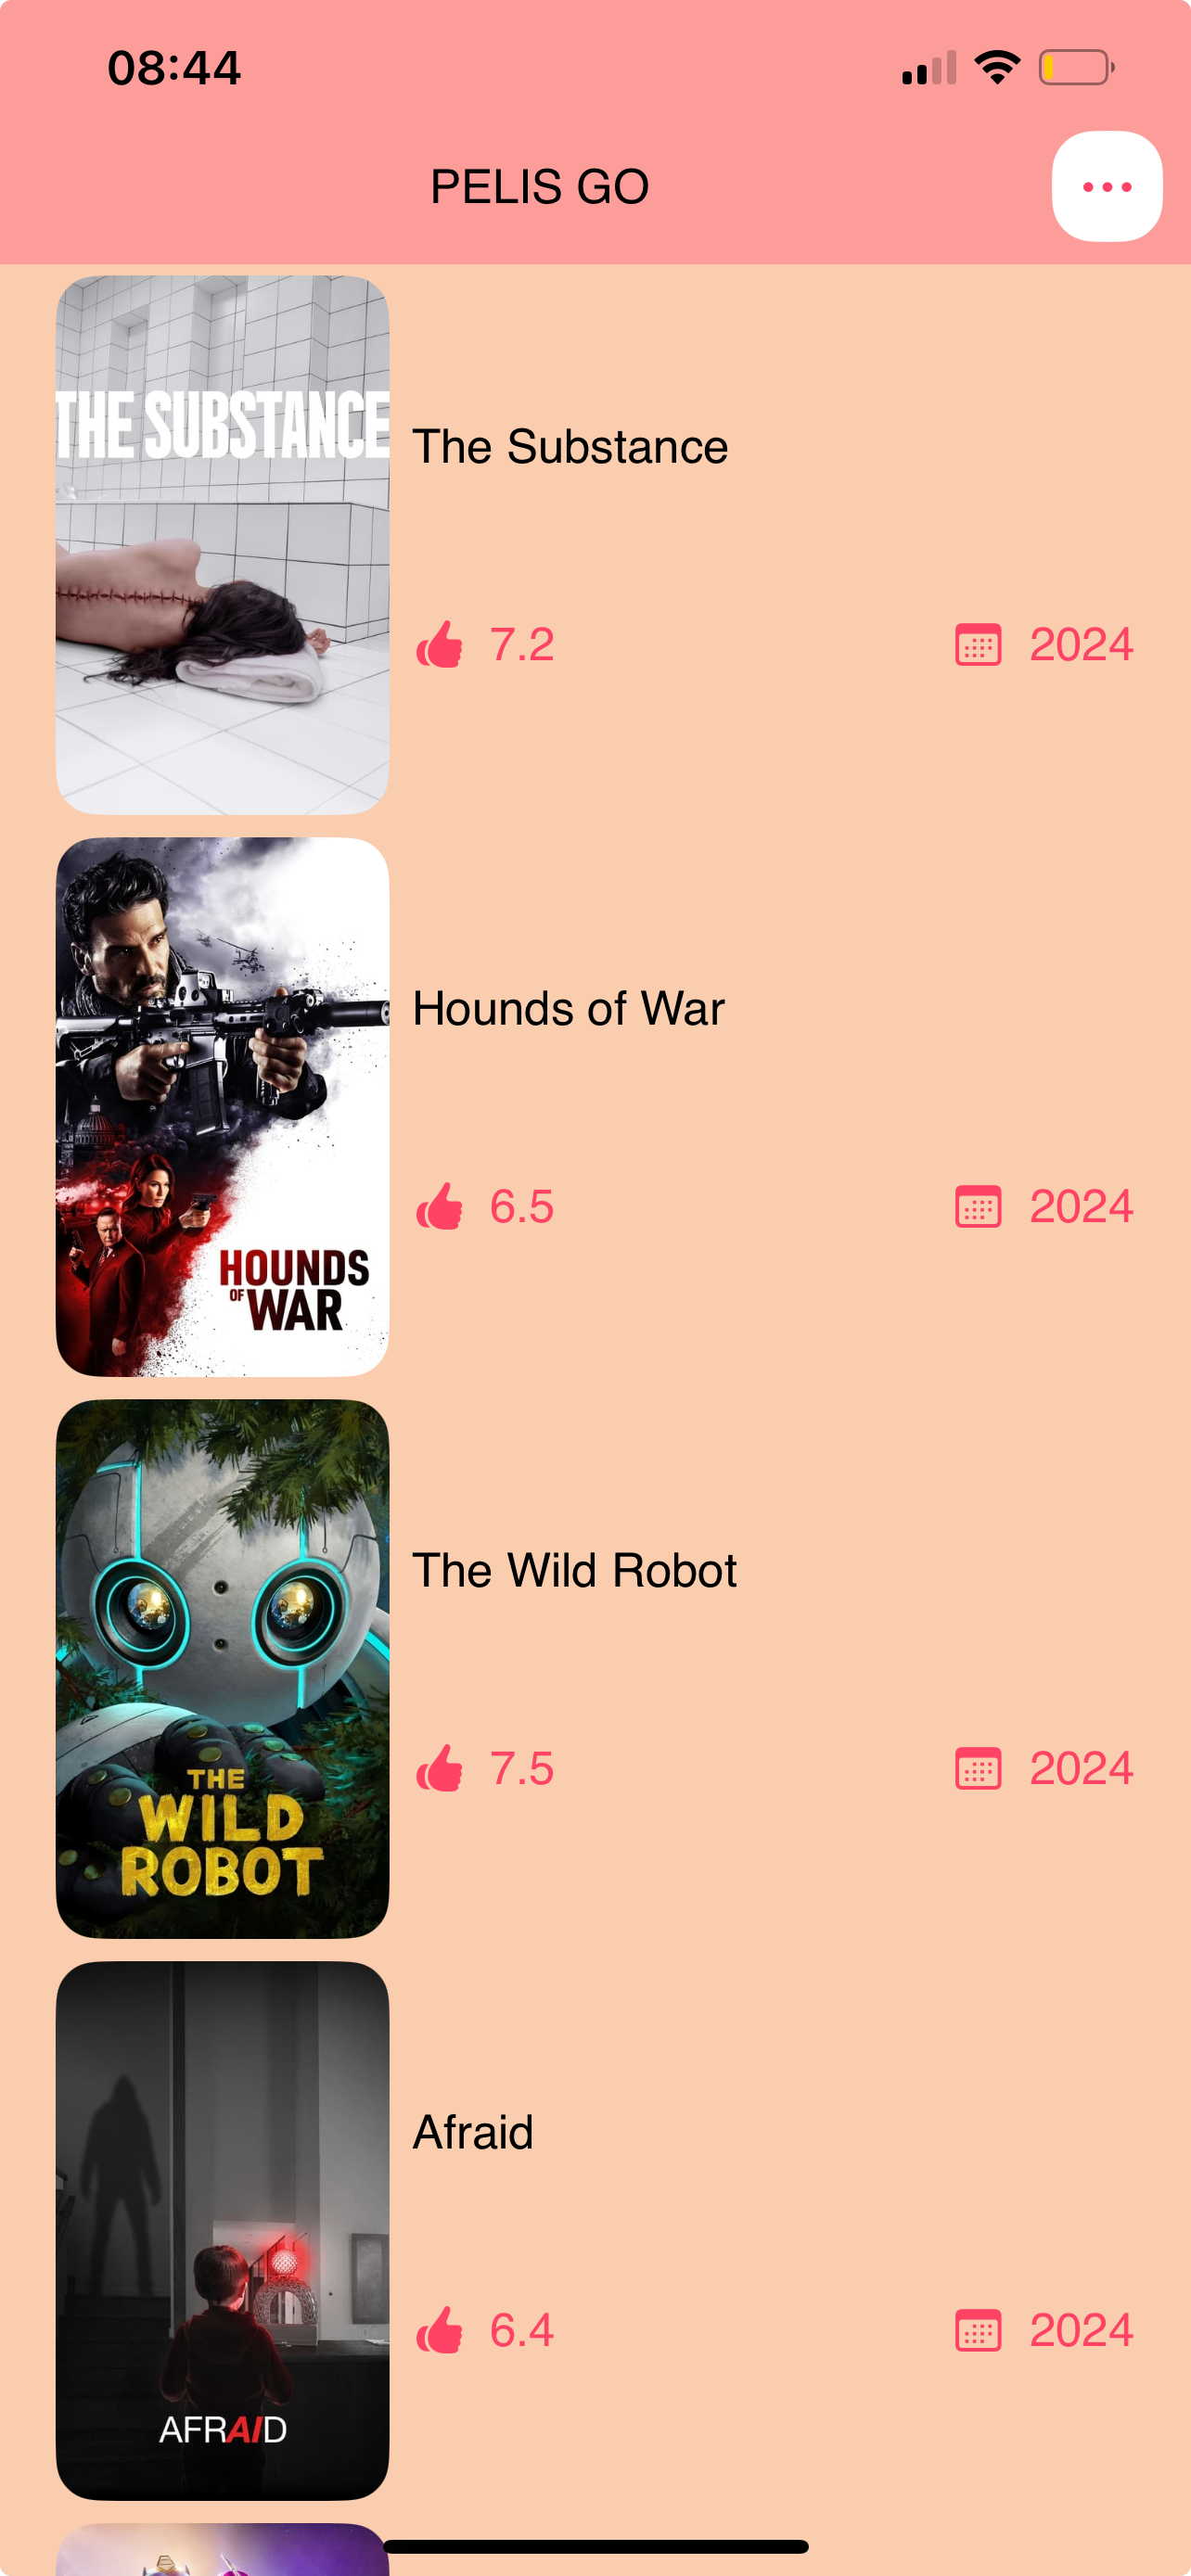 08:44
PELIS GO
THE SUBSTANCE
The Substance
7.2 2024
HOUNDS
OF WAR
Hounds of War
6.5 2024
THE
WILD
ROBOT
The Wild Robot
7.5 2024
AFRAID
Afraid
6.4 2024